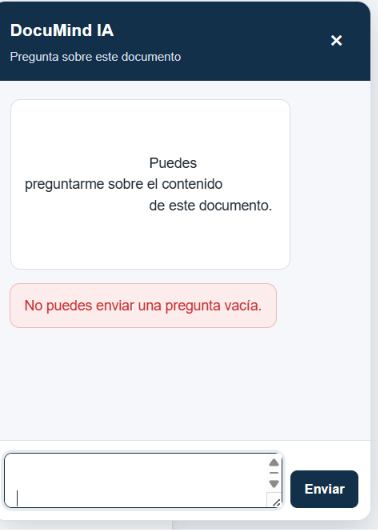 DocuMind IA
Pregunta sobre este documento
×
Puedes
preguntarme sobre el contenido
de este documento.
No puedes enviar una pregunta vacía.
Enviar